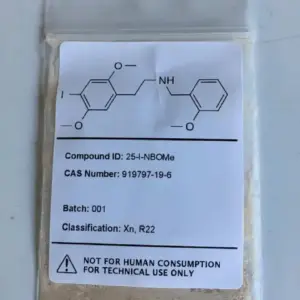 O
NH
I
O
O
Compound ID: 25-I-NBOMe
CAS Number: 919797-19-6
Batch: 001
Classification: Xn, R22
NOT FOR HUMAN CONSUMPTION
FOR TECHNICAL USE ONLY